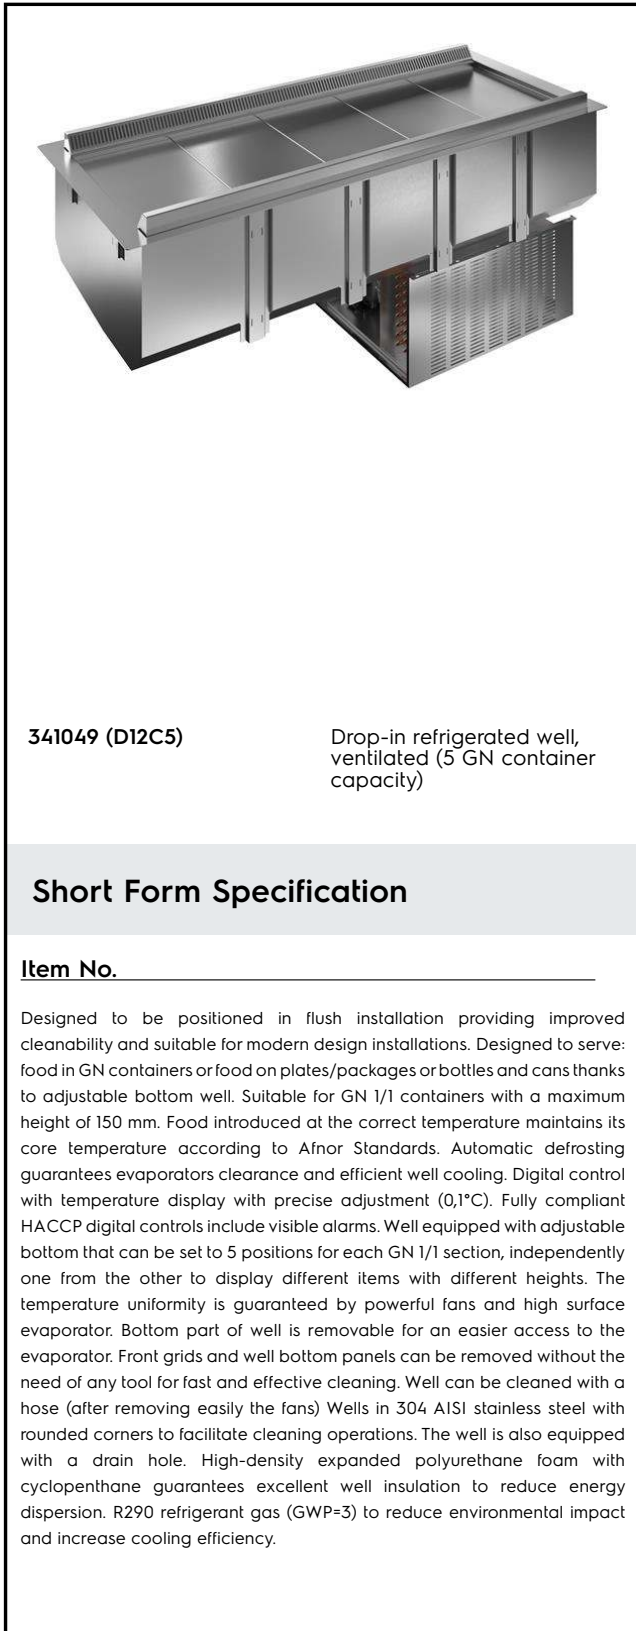 341049 (D12C5)
Drop-in refrigerated well,
ventilated (5 GN container
capacity)
Short Form Specification
Item No.
Designed to be positioned in flush installation providing improved
cleanability and suitable for modern design installations. Designed to serve:
food in GN containers or food on plates/packages or bottles and cans thanks
to adjustable bottom well. Suitable for GN 1/1 containers with a maximum
height of 150 mm. Food introduced at the correct temperature maintains its
core temperature according to Afnor Standards. Automatic defrosting
guarantees evaporators clearance and efficient well cooling. Digital control
with temperature display with precise adjustment (0,1°C). Fully compliant
HACCP digital controls include visible alarms. Well equipped with adjustable
bottom that can be set to 5 positions for each GN 1/1 section, independently
one from the other to display different items with different heights. The
temperature uniformity is guaranteed by powerful fans and high surface
evaporator. Bottom part of well is removable for an easier access to the
evaporator. Front grids and well bottom panels can be removed without the
need of any tool for fast and effective cleaning. Well can be cleaned with a
hose (after removing easily the fans) Wells in 304 AISI stainless steel with
rounded corners to facilitate cleaning operations. The well is also equipped
with a drain hole. High-density expanded polyurethane foam with
cyclopenthane guarantees excellent well insulation to reduce energy
dispersion. R290 refrigerant gas (GWP=3) to reduce environmental impact
and increase cooling efficiency.